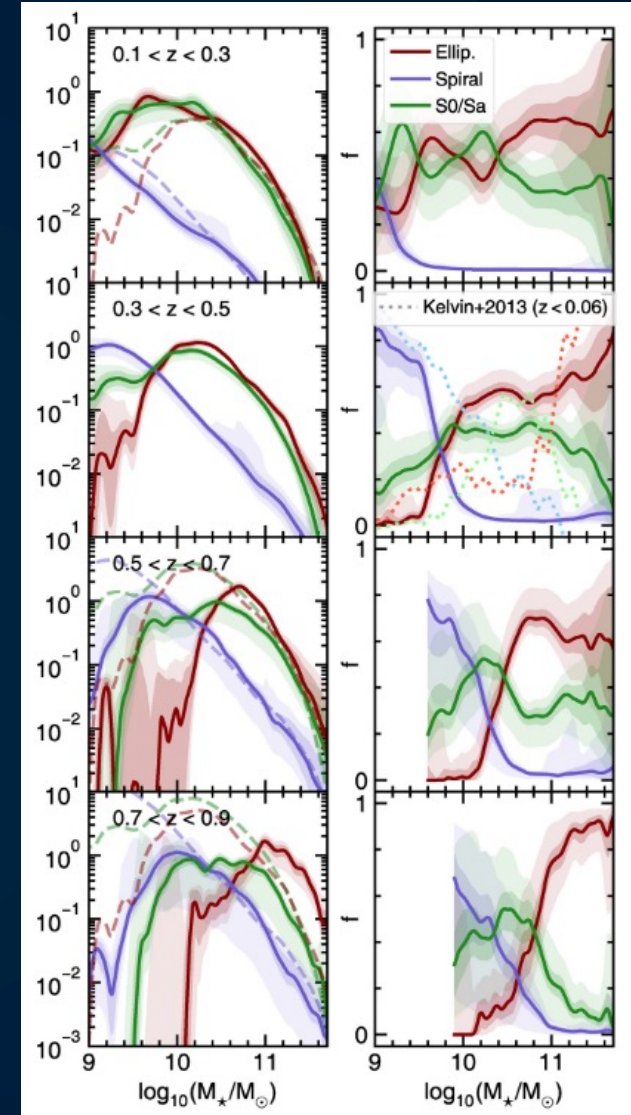 10^1
0.1 < z < 0.3
10^0
10^-1
10^-2
10^1
1
Ellip.
Spiral
S0/Sa
f
0
0.3 < z < 0.5
10^0
10^-1
10^-2
10^1
1
Kelvin+2013 (z < 0.06)
f
0
0.5 < z < 0.7
10^0
10^-1
10^-2
10^1
1
f
0
10
0.7 < z < 0.9
10^0
10^-1
10^-2
10^-3
1
f
0
9 10 11
9 10 11
log₁₀(M⋆/M⊙)
log₁₀(M⋆/M⊙)